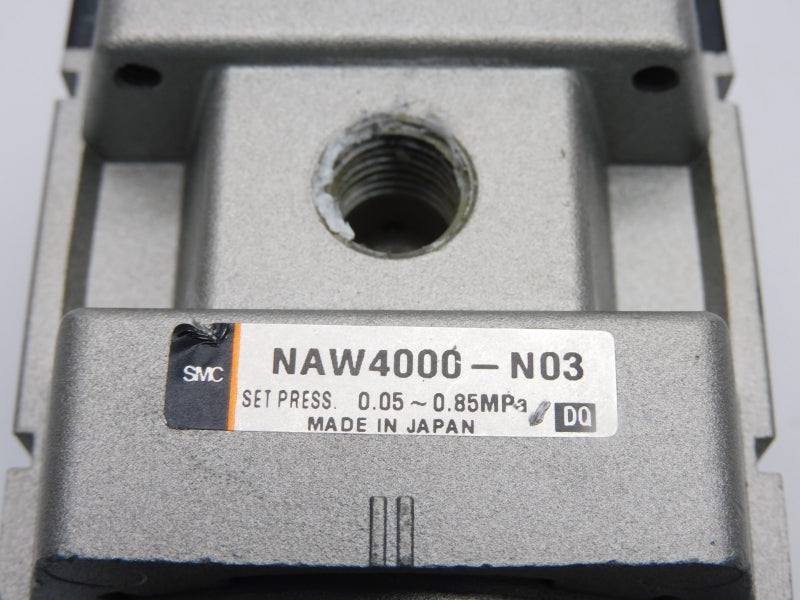 SMC
NAW4000-N03
SET PRESS. 0.05~0.85MPa
DQ
MADE IN JAPAN